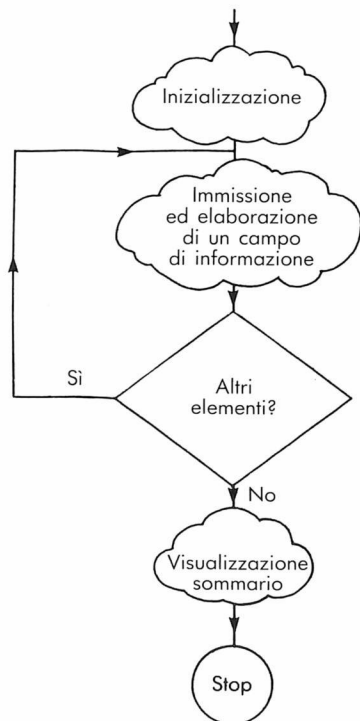 Inizializzazione
Immissione
ed elaborazione
di un campo
di informazione
Sì
Altri
elementi?
No
Visualizzazione
sommario
Stop